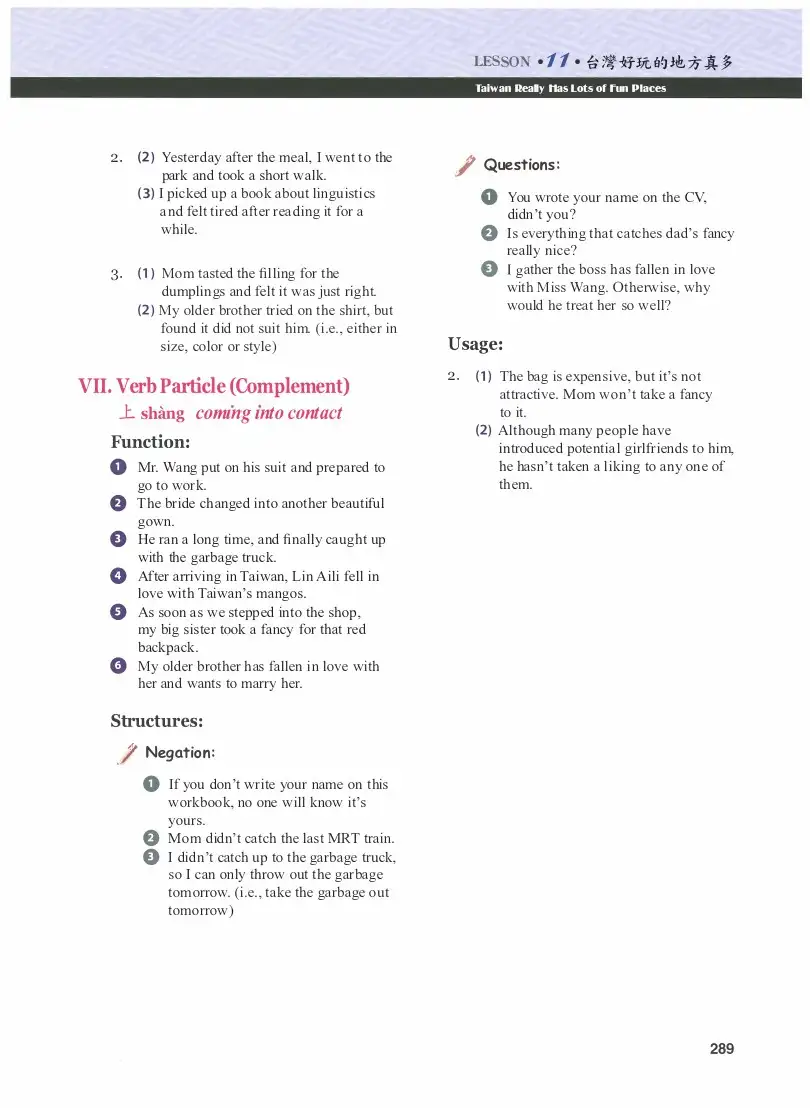 LESSON • 11 • 台灣好玩的地方真多
Taiwan Really Has Lots of Fun Places
2. (2) Yesterday after the meal, I went to the
park and took a short walk.
(3) I picked up a book about linguistics
and felt tired after reading it for a
while.
3. (1) Mom tasted the filling for the
dumplings and felt it was just right.
(2) My older brother tried on the shirt, but
found it did not suit him. (i.e., either in
size, color or style)
VII. Verb Particle (Complement)
上 shàng coming into contact
Function:
1 Mr. Wang put on his suit and prepared to
go to work.
2 The bride changed into another beautiful
gown.
3 He ran a long time, and finally caught up
with the garbage truck.
4 After arriving in Taiwan, Lin Aili fell in
love with Taiwan's mangos.
5 As soon as we stepped into the shop,
my big sister took a fancy for that red
backpack.
6 My older brother has fallen in love with
her and wants to marry her.
Structures:
Negation:
1 If you don't write your name on this
workbook, no one will know it's
yours.
2 Mom didn't catch the last MRT train.
3 I didn't catch up to the garbage truck,
so I can only throw out the garbage
tomorrow. (i.e., take the garbage out
tomorrow)
Questions:
1 You wrote your name on the CV,
didn't you?
2 Is everything that catches dad's fancy
really nice?
3 I gather the boss has fallen in love
with Miss Wang. Otherwise, why
would he treat her so well?
Usage:
2. (1) The bag is expensive, but it's not
attractive. Mom won't take a fancy
to it.
(2) Although many people have
introduced potential girlfriends to him,
he hasn't taken a liking to any one of
them.
289